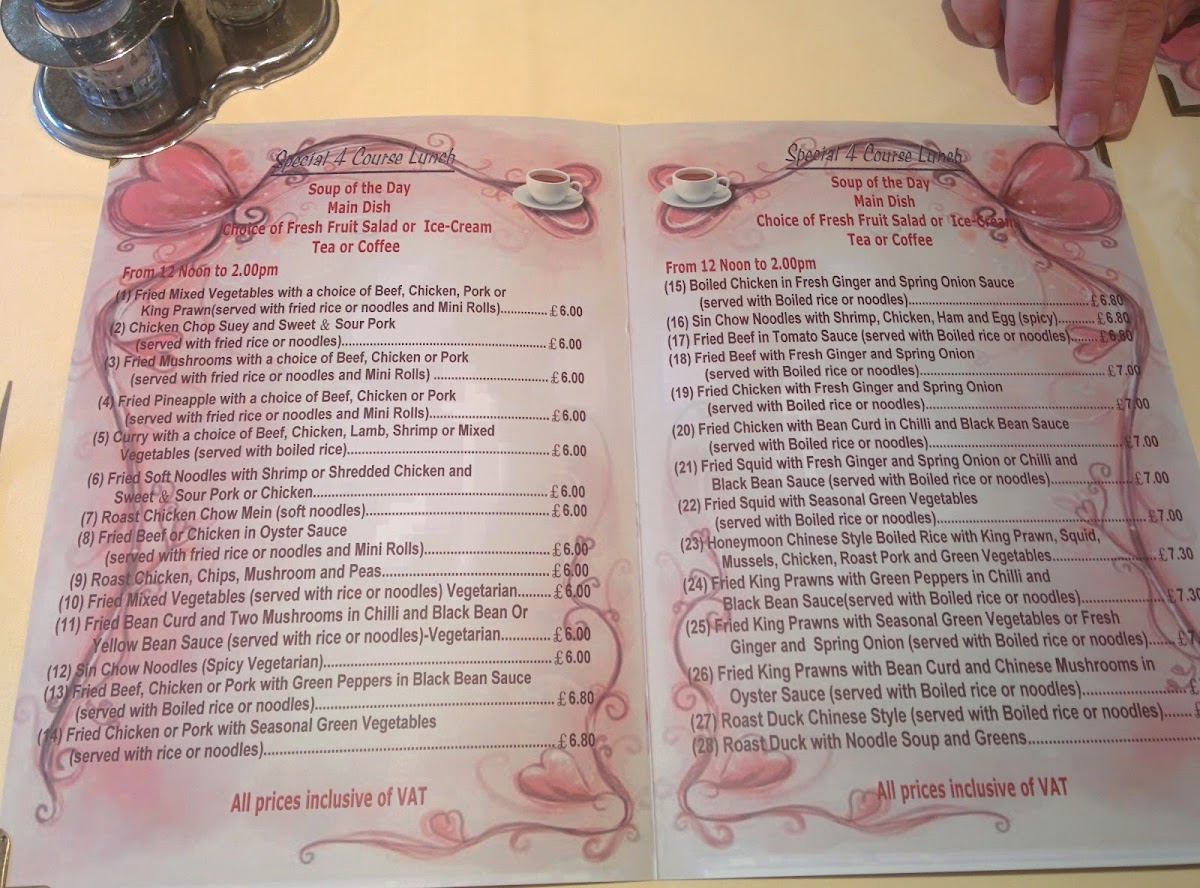 Special 4 Course Lunch
Soup of the Day
Main Dish
Choice of Fresh Fruit Salad or Ice-Cream
Tea or Coffee
From 12 Noon to 2.00pm
(1) Fried Mixed Vegetables with a choice of Beef, Chicken, Pork or
King Prawn(served with fried rice or noodles and Mini Rolls).............£6.00
(2) Chicken Chop Suey and Sweet & Sour Pork
(served with fried rice or noodles)..................................................£6.00
(3) Fried Mushrooms with a choice of Beef, Chicken or Pork
(served with fried rice or noodles and Mini Rolls) ............................£6.00
(4) Fried Pineapple with a choice of Beef, Chicken or Pork
(served with fried rice or noodles and Mini Rolls)............................£6.00
(5) Curry with a choice of Beef, Chicken, Lamb, Shrimp or Mixed
Vegetables (served with boiled rice)...............................................£6.00
(6) Fried Soft Noodles with Shrimp or Shredded Chicken and
Sweet & Sour Pork or Chicken.......................................................£6.00
(7) Roast Chicken Chow Mein (soft noodles).......................................£6.00
(8) Fried Beef or Chicken in Oyster Sauce
(served with fried rice or noodles and Mini Rolls).............................£6.00
(9) Roast Chicken, Chips, Mushroom and Peas....................................£6.00
(10) Fried Mixed Vegetables (served with rice or noodles) Vegetarian........£6.00
(11) Fried Bean Curd and Two Mushrooms in Chilli and Black Bean Or
Yellow Bean Sauce (served with rice or noodles)-Vegetarian...........£6.00
(12) Sin Chow Noodles (Spicy Vegetarian)................................................£6.00
(13) Fried Beef, Chicken or Pork with Green Peppers in Black Bean Sauce
(served with Boiled rice or noodles)..................................................£6.80
(14) Fried Chicken or Pork with Seasonal Green Vegetables
(served with rice or noodles)............................................................£6.80
All prices inclusive of VAT
Special 4 Course Lunch
Soup of the Day
Main Dish
Choice of Fresh Fruit Salad or Ice-Cream
Tea or Coffee
From 12 Noon to 2.00pm
(15) Boiled Chicken in Fresh Ginger and Spring Onion Sauce
(served with Boiled rice or noodles).......................................£6.80
(16) Sin Chow Noodles with Shrimp, Chicken, Ham and Egg (spicy)..........£6.80
(17) Fried Beef in Tomato Sauce (served with Boiled rice or noodles).......£6.80
(18) Fried Beef with Fresh Ginger and Spring Onion
(served with Boiled rice or noodles).........................................£7.00
(19) Fried Chicken with Fresh Ginger and Spring Onion
(served with Boiled rice or noodles).........................................£7.00
(20) Fried Chicken with Bean Curd in Chilli and Black Bean Sauce
(served with Boiled rice or noodles)..........................................£7.00
(21) Fried Squid with Fresh Ginger and Spring Onion or Chilli and
Black Bean Sauce (served with Boiled rice or noodles)..................£7.00
(22) Fried Squid with Seasonal Green Vegetables
(served with Boiled rice or noodles)...........................................£7.00
(23) Honeymoon Chinese Style Boiled Rice with King Prawn, Squid,
Mussels, Chicken, Roast Pork and Green Vegetables.......................£7.30
(24) Fried King Prawns with Green Peppers in Chilli and
Black Bean Sauce(served with Boiled rice or noodles)..................£7.30
(25) Fried King Prawns with Seasonal Green Vegetables or Fresh
Ginger and Spring Onion (served with Boiled rice or noodles)......
(26) Fried King Prawns with Bean Curd and Chinese Mushrooms in
Oyster Sauce (served with Boiled rice or noodles)......................£
(27) Roast Duck Chinese Style (served with Boiled rice or noodles).......£
(28) Roast Duck with Noodle Soup and Greens....................................
All prices inclusive of VAT